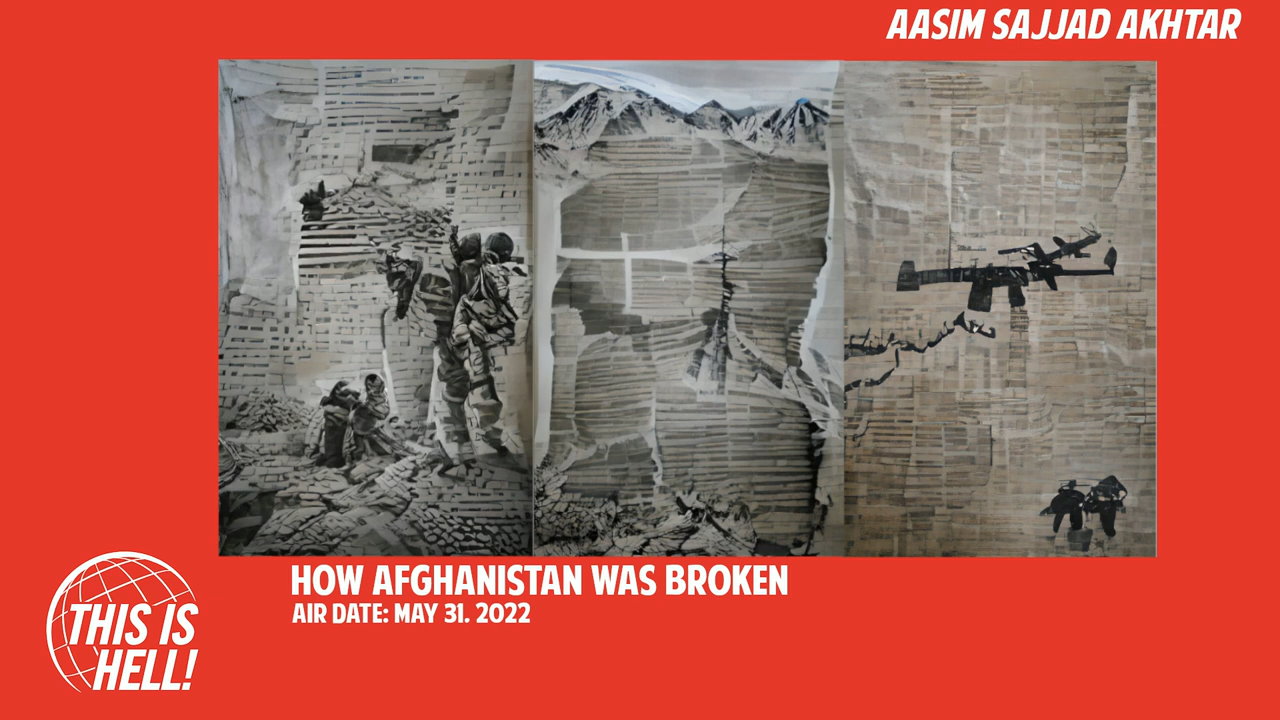 AASIM SAJJAD AKHTAR
HOW AFGHANISTAN WAS BROKEN
AIR DATE: MAY 31. 2022
THIS IS
HELL!